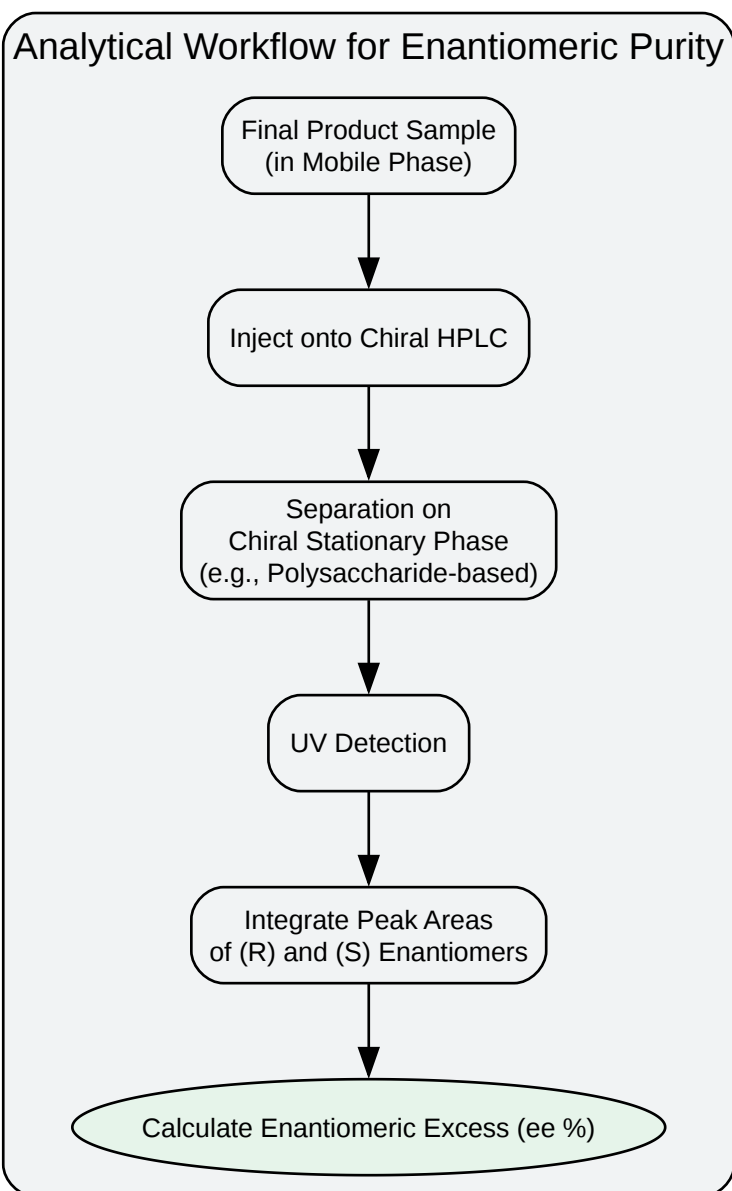 Analytical Workflow for Enantiomeric Purity
Final Product Sample
(in Mobile Phase)
Inject onto Chiral HPLC
Separation on
Chiral Stationary Phase
(e.g., Polysaccharide-based)
UV Detection
Integrate Peak Areas
of (R) and (S) Enantiomers
Calculate Enantiomeric Excess (ee %)